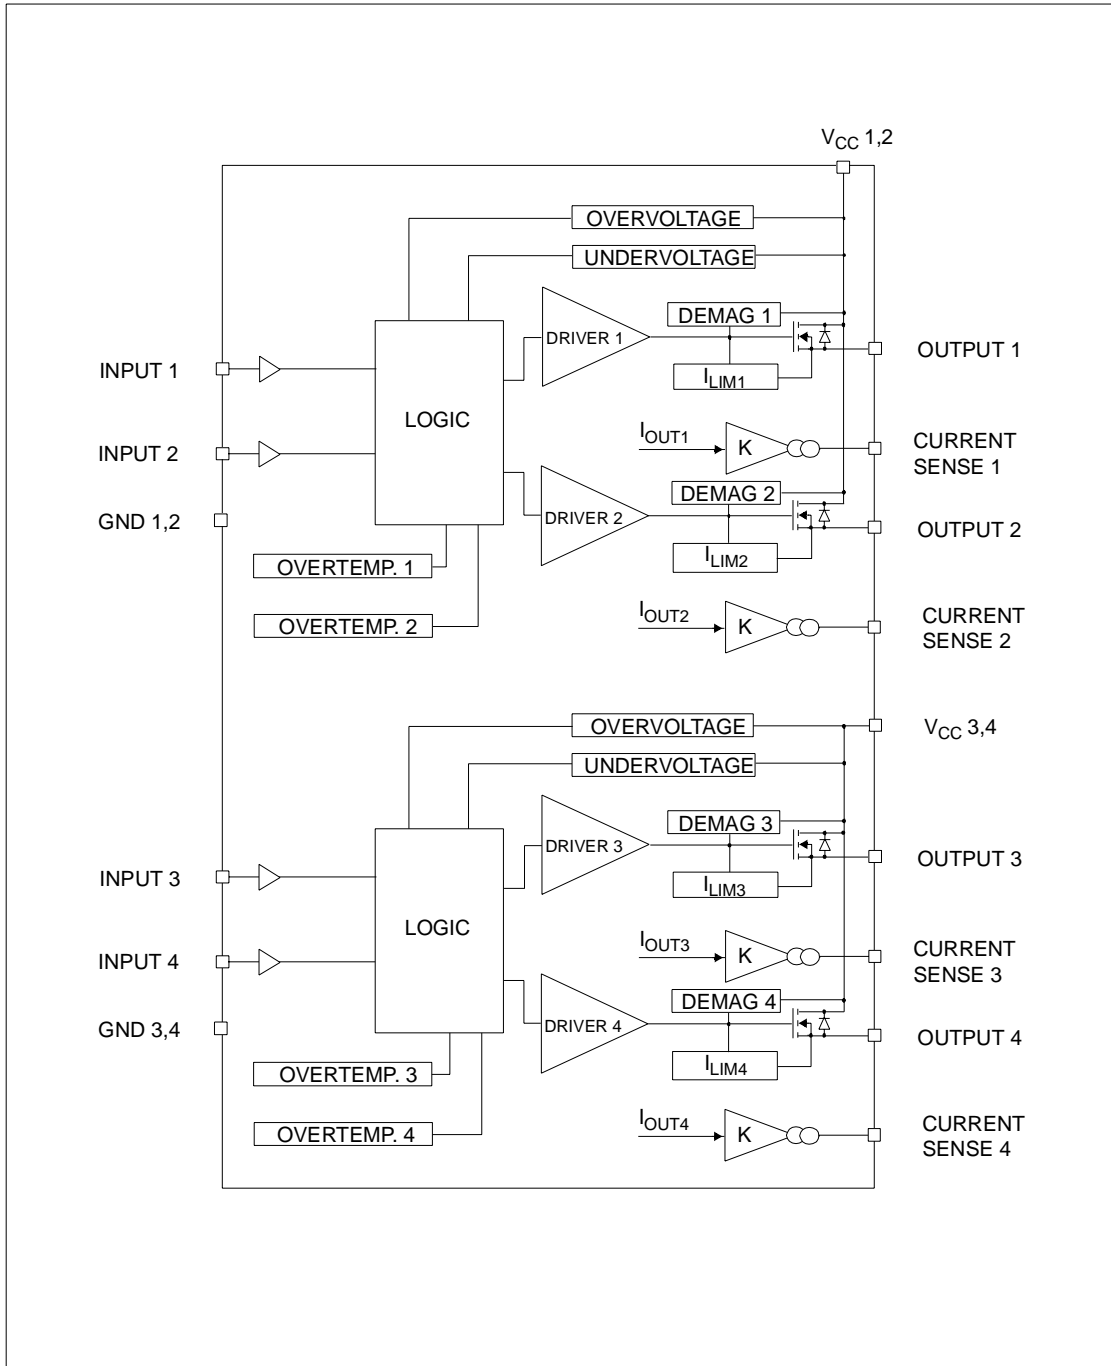 V_CC 1,2
OVERVOLTAGE
UNDERVOLTAGE
DEMAG 1
DRIVER 1
OUTPUT 1
INPUT 1
I_LIM1
LOGIC
I_OUT1
K
CURRENT
SENSE 1
INPUT 2
DEMAG 2
GND 1,2
DRIVER 2
OUTPUT 2
I_LIM2
OVERTEMP. 1
I_OUT2
K
CURRENT
SENSE 2
OVERTEMP. 2
OVERVOLTAGE
V_CC 3,4
UNDERVOLTAGE
DEMAG 3
DRIVER 3
OUTPUT 3
INPUT 3
I_LIM3
LOGIC
I_OUT3
K
CURRENT
SENSE 3
INPUT 4
DEMAG 4
GND 3,4
DRIVER 4
OUTPUT 4
I_LIM4
OVERTEMP. 3
I_OUT4
K
CURRENT
SENSE 4
OVERTEMP. 4